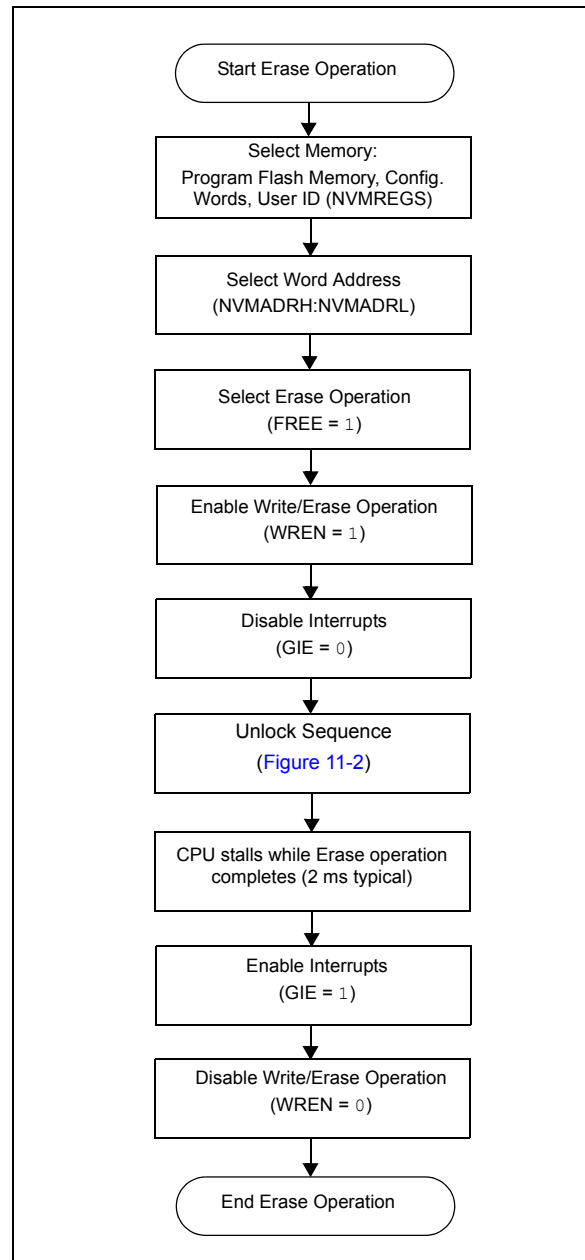 Start Erase Operation
Select Memory:
Program Flash Memory, Config.
Words, User ID (NVMREGS)
Select Word Address
(NVMADRH:NVMADRL)
Select Erase Operation
(FREE = 1)
Enable Write/Erase Operation
(WREN = 1)
Disable Interrupts
(GIE = 0)
Unlock Sequence
(Figure 11-2)
CPU stalls while Erase operation
completes (2 ms typical)
Enable Interrupts
(GIE = 1)
Disable Write/Erase Operation
(WREN = 0)
End Erase Operation